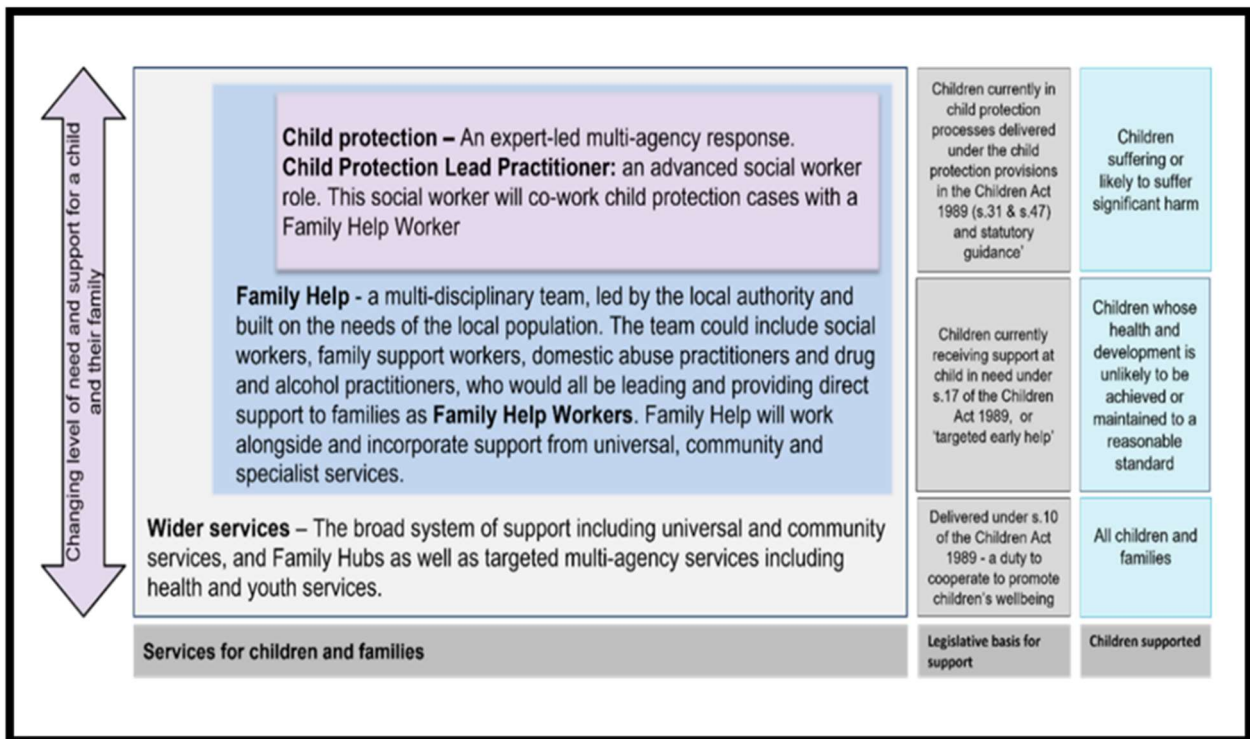 Changing level of need and support for a child
and their family
Child protection – An expert-led multi-agency response.
Child Protection Lead Practitioner: an advanced social worker
role. This social worker will co-work child protection cases with a
Family Help Worker
Family Help - a multi-disciplinary team, led by the local authority and
built on the needs of the local population. The team could include social
workers, family support workers, domestic abuse practitioners and drug
and alcohol practitioners, who would all be leading and providing direct
support to families as Family Help Workers. Family Help will work
alongside and incorporate support from universal, community and
specialist services.
Wider services – The broad system of support including universal and community
services, and Family Hubs as well as targeted multi-agency services including
health and youth services.
Services for children and families
Children currently in
child protection
processes delivered
under the child
protection provisions
in the Children Act
1989 (s.31 & s.47)
and statutory
guidance'
Children currently
receiving support at
child in need under
s.17 of the Children
Act 1989, or
'targeted early help'
Delivered under s.10
of the Children Act
1989 - a duty to
cooperate to promote
children's wellbeing
Legislative basis for
support
Children
suffering or
likely to suffer
significant harm
Children whose
health and
development is
unlikely to be
achieved or
maintained to a
reasonable
standard
All children and
families
Children supported